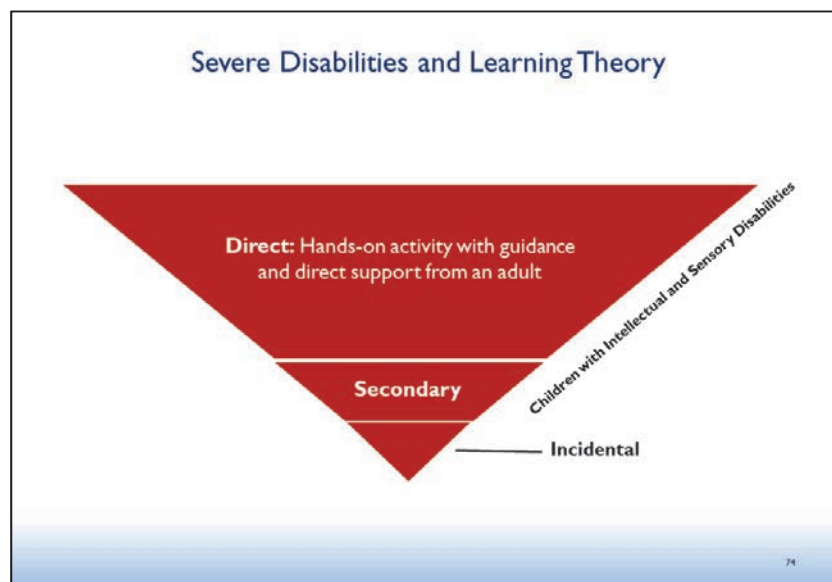 Severe Disabilities and Learning Theory
Direct: Hands-on activity with guidance
and direct support from an adult
Children with Intellectual and Sensory Disabilities
Secondary
Incidental
74